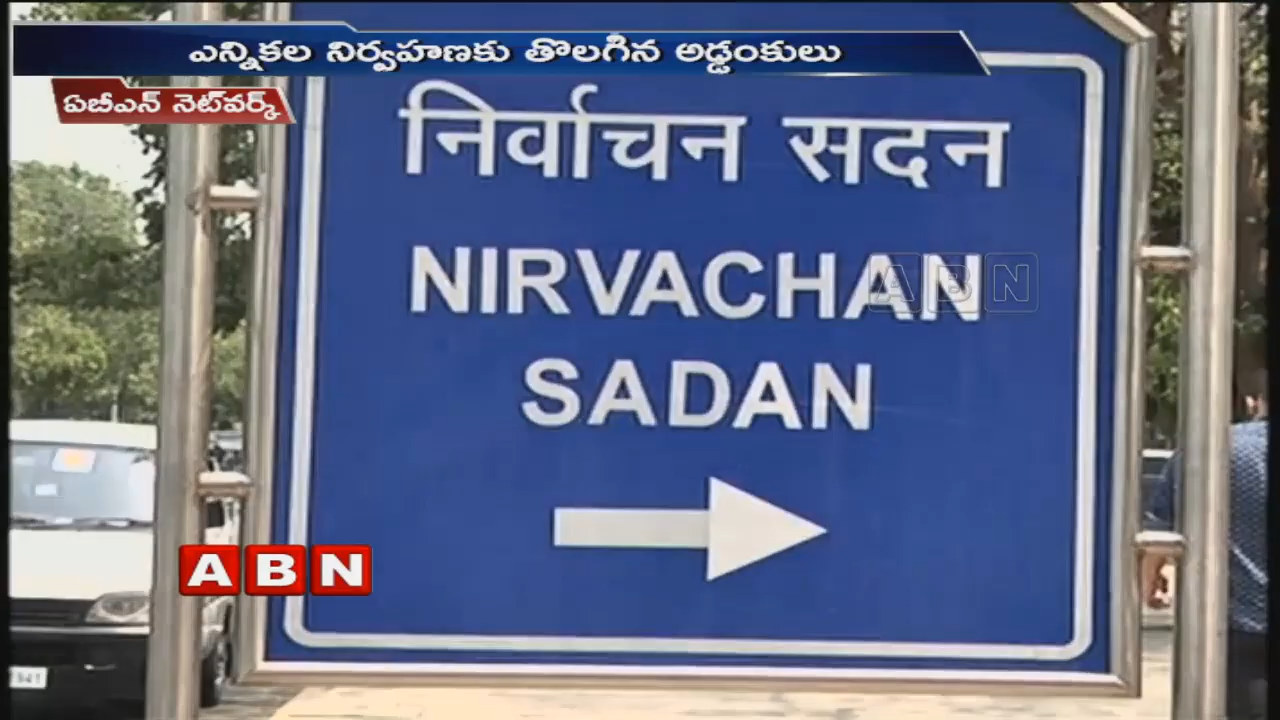 ఎన్నికల నిర్వహణకు తొలగిన అడ్డంకులు
ఏబీఎన్ నెట్‌వర్క్
निर्वाचन सदन
NIRVACHAN
ABN
SADAN
ABN